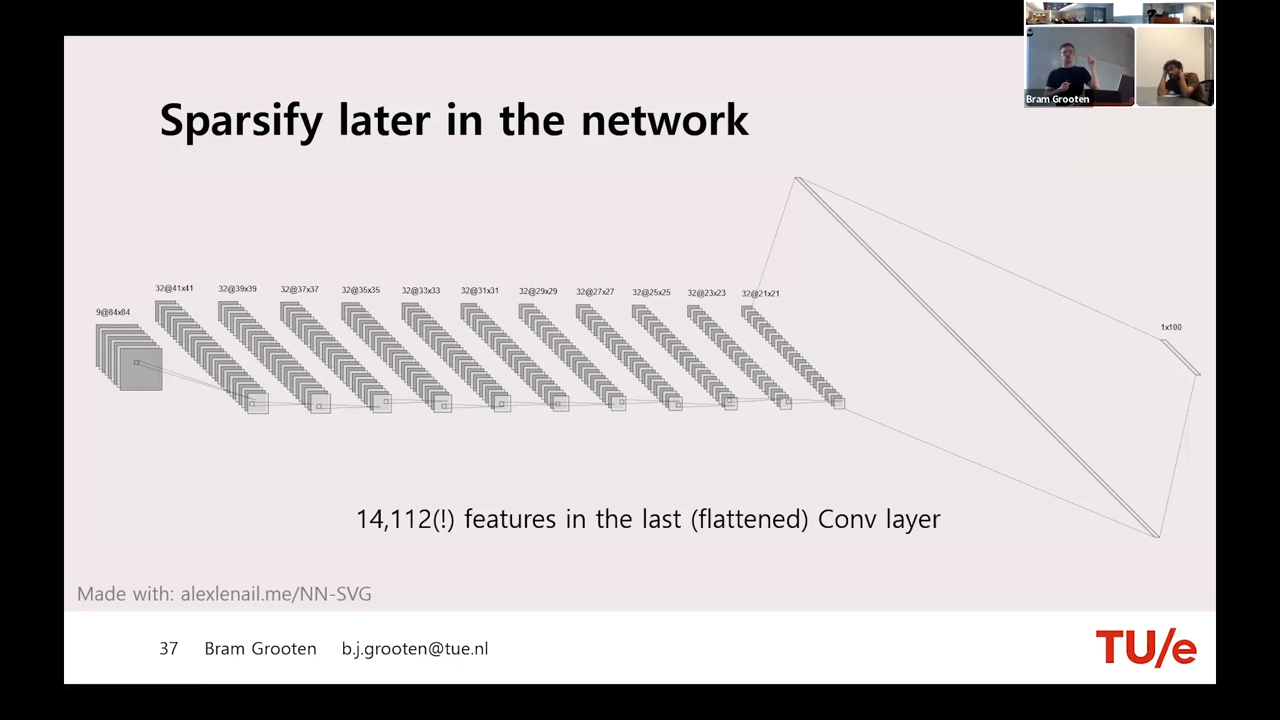 Bram Grooten
Sparsify later in the network
9@84x84
32@41x41
32@39x39
32@37x37
32@35x35
32@33x33
32@31x31
32@29x29
32@27x27
32@25x25
32@23x23
32@21x21
1x100
14,112(!) features in the last (flattened) Conv layer
Made with: alexlenail.me/NN-SVG
37 Bram Grooten b.j.grooten@tue.nl
TU/e